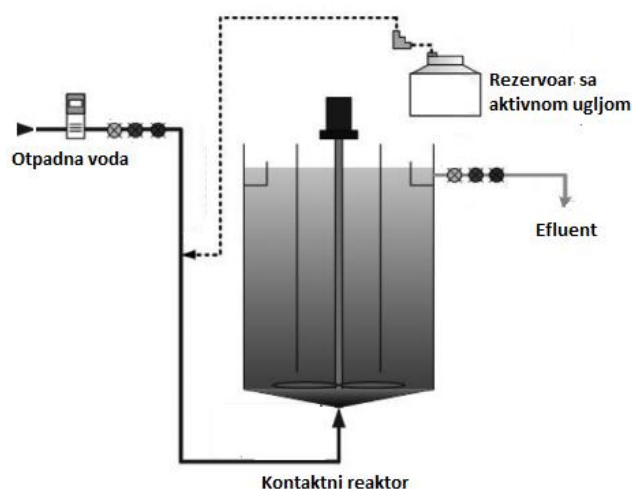 Rezervoar sa
aktivnom ugljom
Otpadna voda
Efluent
Kontaktni reaktor